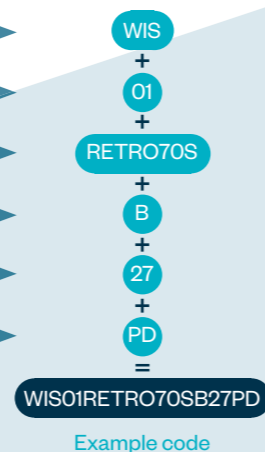 WIS
+
01
+
RETRO70S
+
B
+
27
+
PD
=
WIS01RETRO70SB27PD
Example code